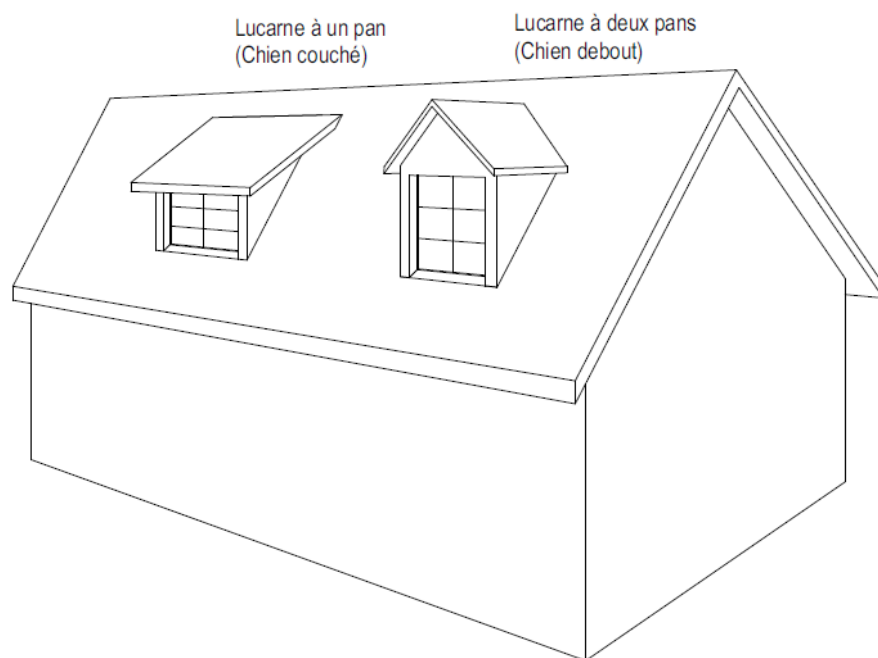 Lucarne à un pan
(Chien couché)
Lucarne à deux pans
(Chien debout)